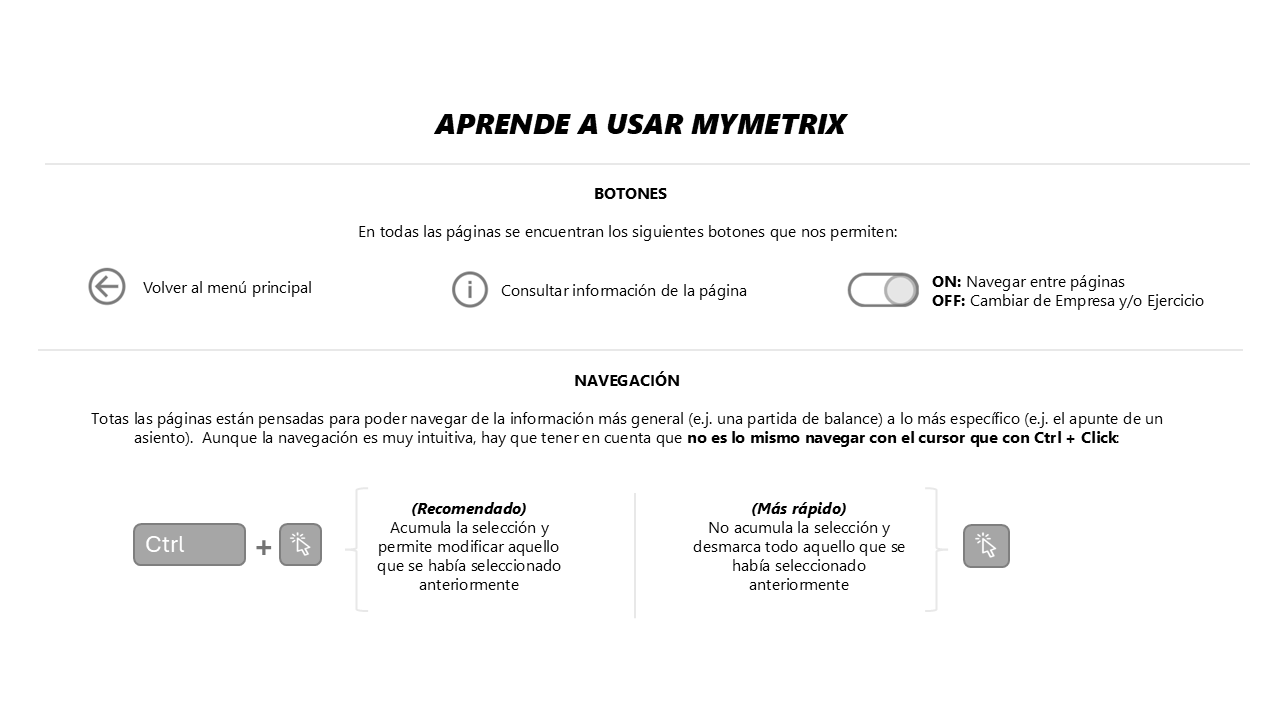 APRENDE A USAR MYMETRIX
BOTONES
En todas las páginas se encuentran los siguientes botones que nos permiten:
Volver al menú principal
Consultar información de la página
ON: Navegar entre páginas
OFF: Cambiar de Empresa y/o Ejercicio
NAVEGACIÓN
Totas las páginas están pensadas para poder navegar de la información más general (e.j. una partida de balance) a lo más específico (e.j. el apunte de un
asiento).  Aunque la navegación es muy intuitiva, hay que tener en cuenta que no es lo mismo navegar con el cursor que con Ctrl + Click:
Ctrl +
(Recomendado)
Acumula la selección y
permite modificar aquello
que se había seleccionado
anteriormente
(Más rápido)
No acumula la selección y
desmarca todo aquello que se
había seleccionado
anteriormente